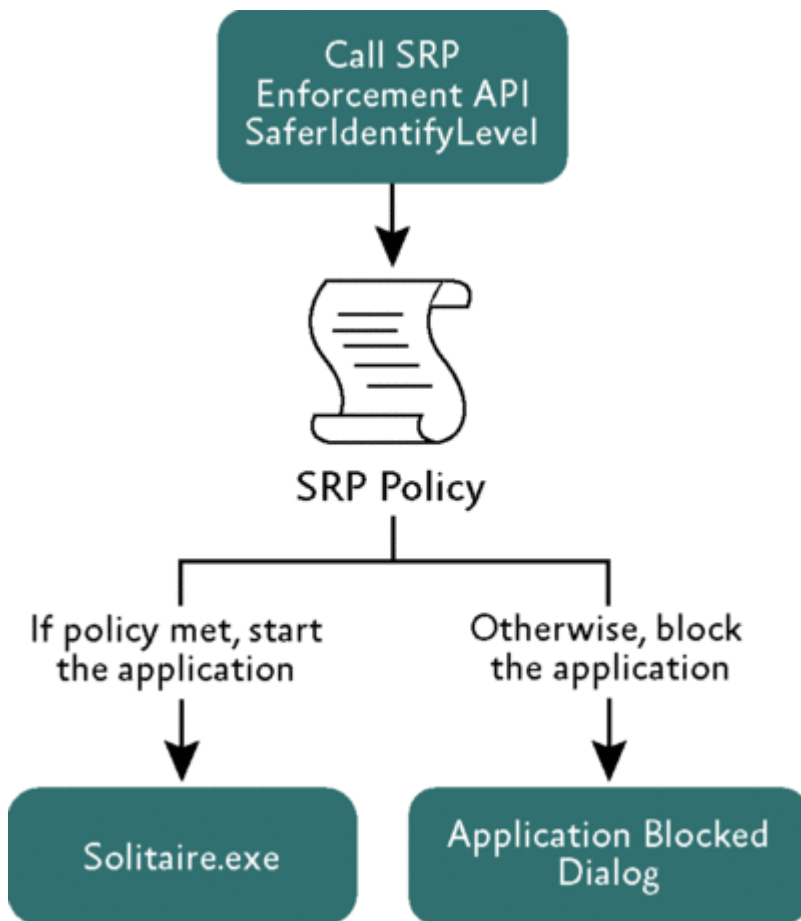 Call SRP
Enforcement API
SaferIdentifyLevel
SRP Policy
If policy met, start
the application
Otherwise, block
the application
Solitaire.exe
Application Blocked
Dialog